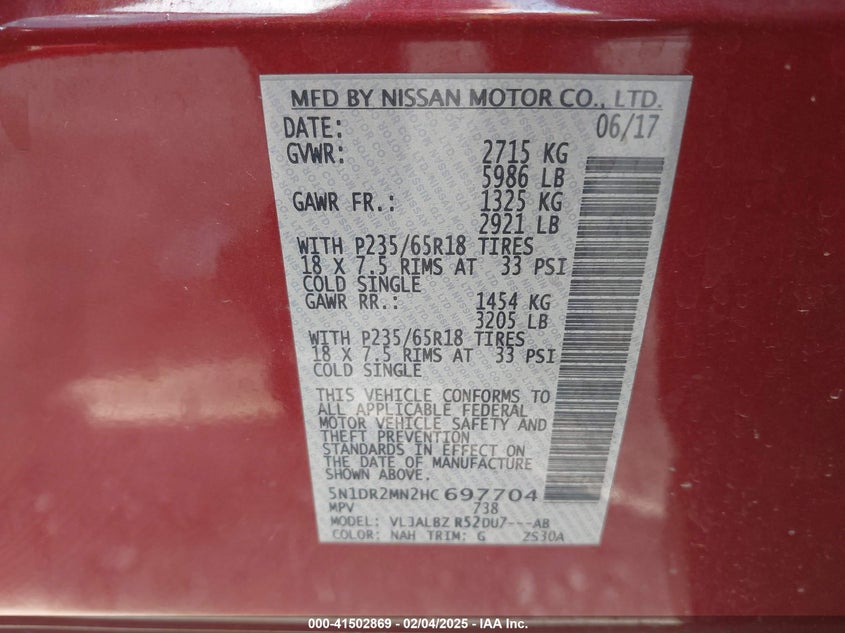 MFD BY NISSAN MOTOR CO., LTD.
DATE: 06/17
GVWR: 2715 KG
5986 LB
GAWR FR.: 1325 KG
2921 LB
WITH P235/65R18 TIRES
18 X 7.5 RIMS AT 33 PSI
COLD SINGLE
GAWR RR.: 1454 KG
3205 LB
WITH P235/65R18 TIRES
18 X 7.5 RIMS AT 33 PSI
COLD SINGLE
THIS VEHICLE CONFORMS TO
ALL APPLICABLE FEDERAL
MOTOR VEHICLE SAFETY AND
THEFT PREVENTION
STANDARDS IN EFFECT ON
THE DATE OF MANUFACTURE
SHOWN ABOVE.
5N1DR2MN2HC697704
MPV 738
MODEL: VLJALBZ R52DU7---AB
COLOR: NAH TRIM: G ZS30A
000-41502869 - 02/04/2025 - IAA Inc.